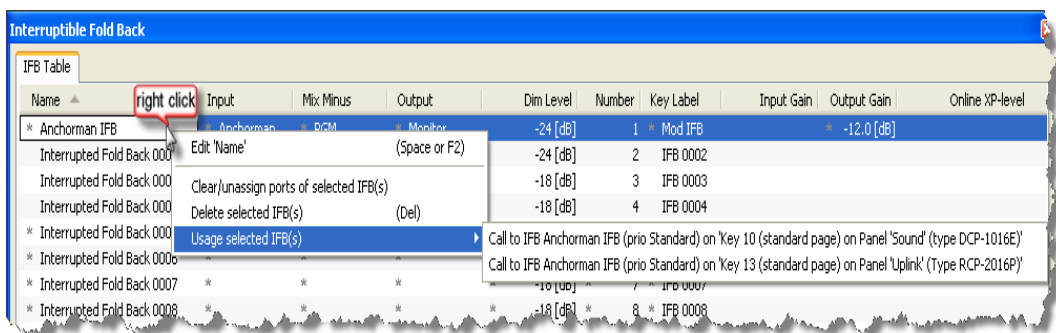 Interruptible Fold Back
IFB Table
Name right click Input Mix Minus Output Dim Level Number Key Label Input Gain Output Gain Online XP-level
* Anchorman IFB * Anchorman * PGM * Monitor -24 [dB] 1 * Mod IFB * -12.0 [dB]
Edit 'Name' (Space or F2)
Interrupted Fold Back 000 -24 [dB] 2 IFB 0002
Interrupted Fold Back 000 -18 [dB] 3 IFB 0003
Clear/unassign ports of selected IFB(s)
Interrupted Fold Back 000 -18 [dB] 4 IFB 0004
Delete selected IFB(s) (Del)
* Interrupted Fold Back 000
Usage selected IFB(s)
Call to IFB Anchorman IFB (prio Standard) on 'Key 10 (standard page) on Panel 'Sound' (type DCP-1016E)'
* Interrupted Fold Back 0006 * * *
Call to IFB Anchorman IFB (prio Standard) on 'Key 13 (standard page) on Panel 'Uplink' (Type RCP-2016P)'
* Interrupted Fold Back 0007 * * * * -18 [dB] * 7 * IFB 0007
* Interrupted Fold Back 0008 * * * * -18 [dB] * 8 * IFB 0008